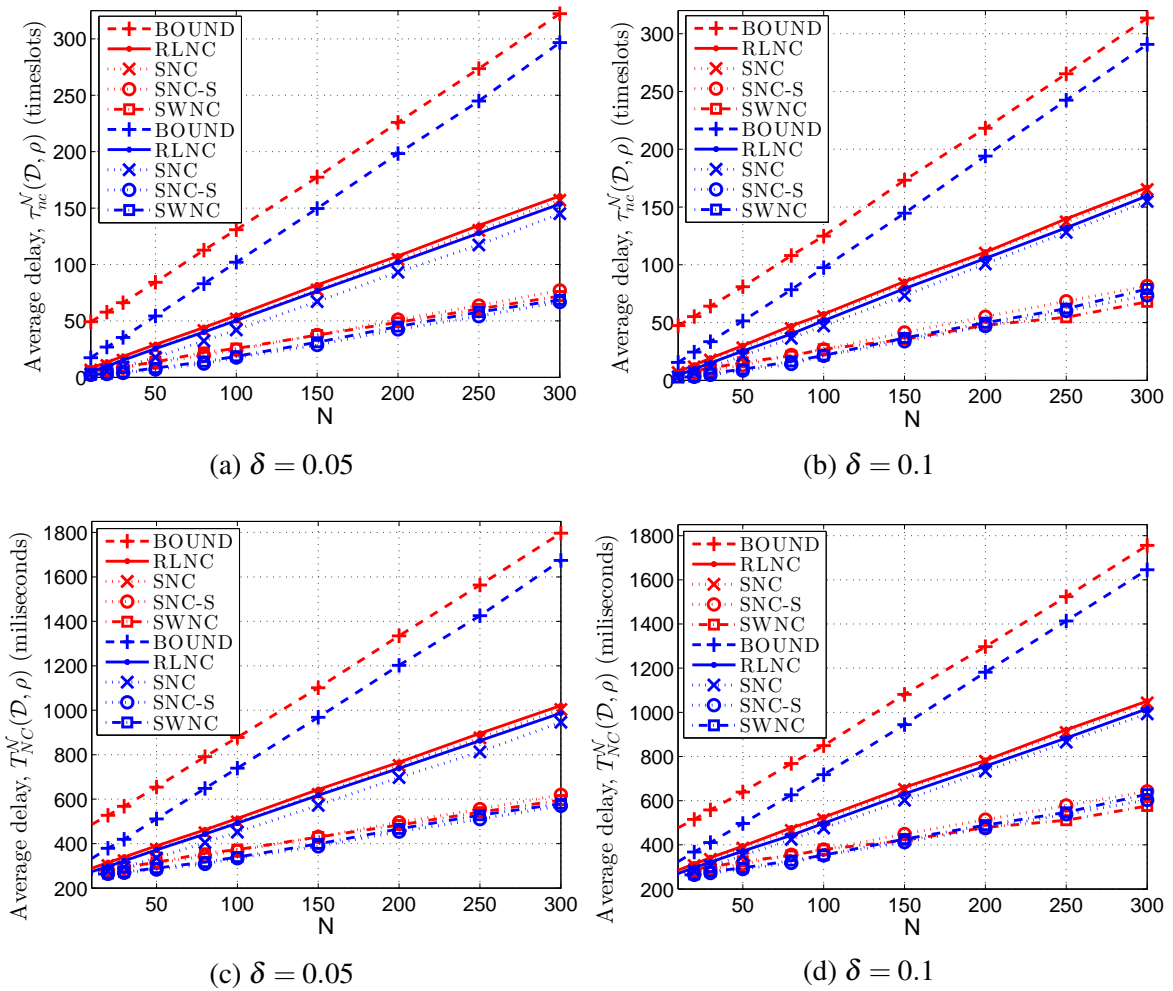 Average delay, τ_nc^N(D, ρ) (timeslots)
300
250
200
150
100
50
0
BOUND
RLNC
SNC
SNC-S
SWNC
BOUND
RLNC
SNC
SNC-S
SWNC
50 100 150 200 250 300
N
(a) δ = 0.05
Average delay, τ_nc^N(D, ρ) (timeslots)
300
250
200
150
100
50
0
BOUND
RLNC
SNC
SNC-S
SWNC
BOUND
RLNC
SNC
SNC-S
SWNC
50 100 150 200 250 300
N
(b) δ = 0.1
Average delay, T_NC^N(D, ρ) (miliseconds)
1800
1600
1400
1200
1000
800
600
400
200
BOUND
RLNC
SNC
SNC-S
SWNC
BOUND
RLNC
SNC
SNC-S
SWNC
50 100 150 200 250 300
N
(c) δ = 0.05
Average delay, T_NC^N(D, ρ) (miliseconds)
1800
1600
1400
1200
1000
800
600
400
200
BOUND
RLNC
SNC
SNC-S
SWNC
BOUND
RLNC
SNC
SNC-S
SWNC
50 100 150 200 250 300
N
(d) δ = 0.1